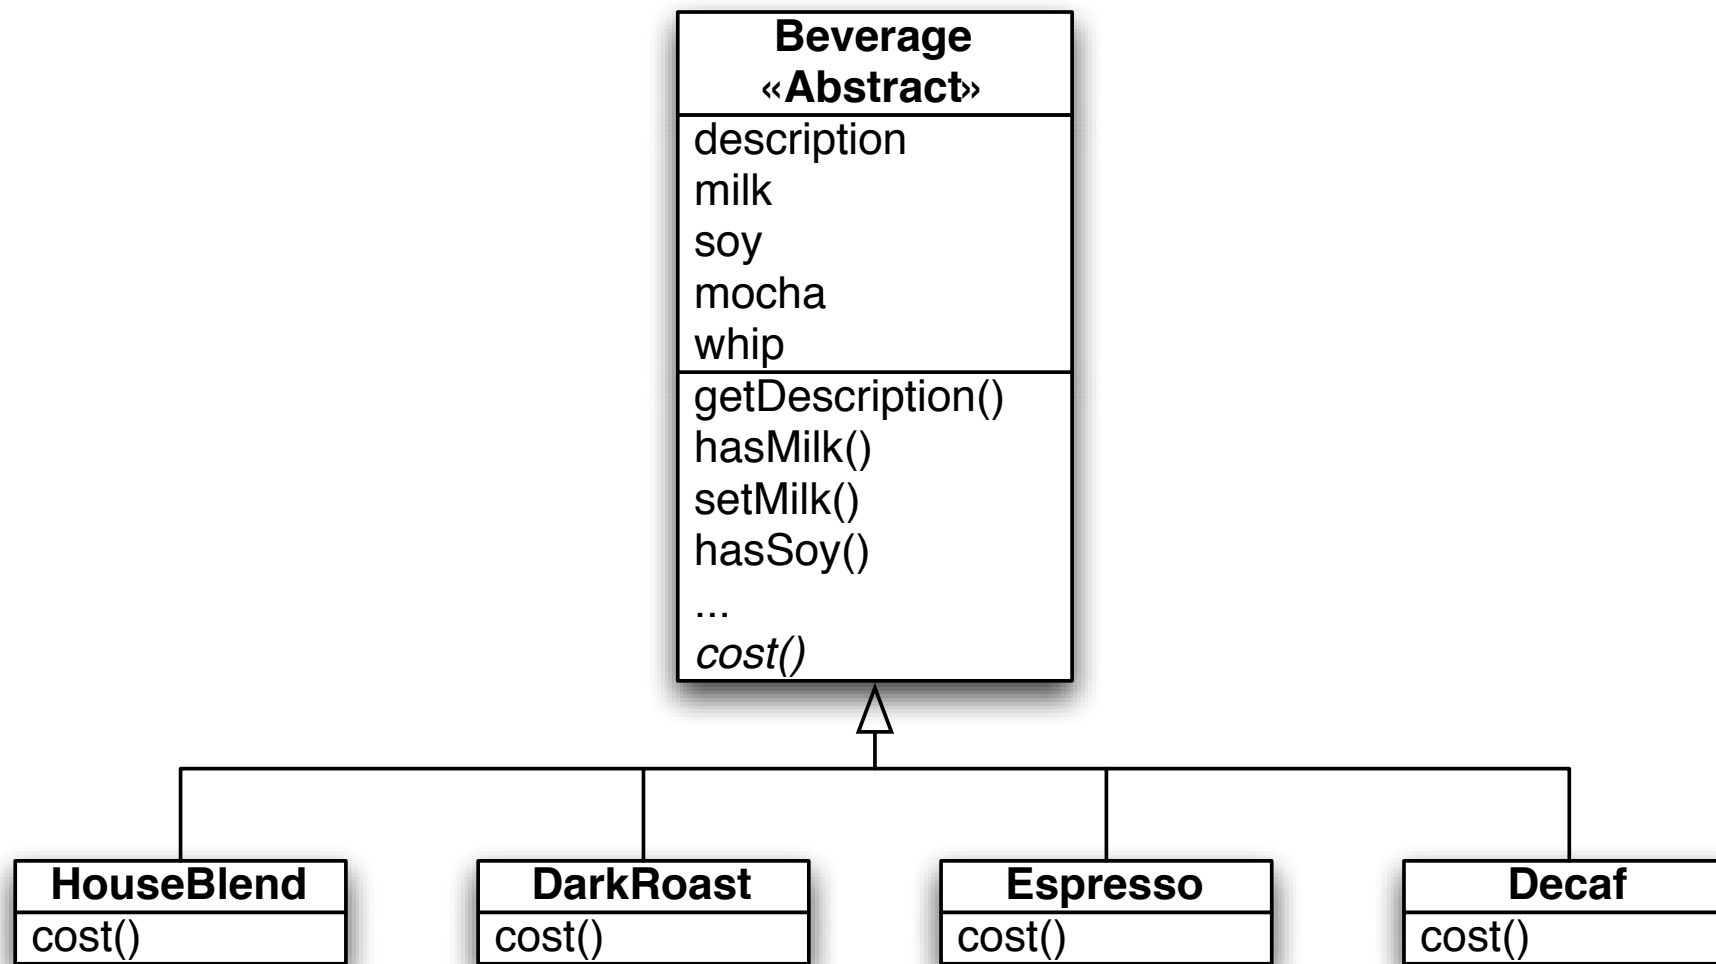 Beverage
«Abstract»
description
milk
soy
mocha
whip
getDescription()
hasMilk()
setMilk()
hasSoy()
...
cost()
HouseBlend
cost()
DarkRoast
cost()
Espresso
cost()
Decaf
cost()